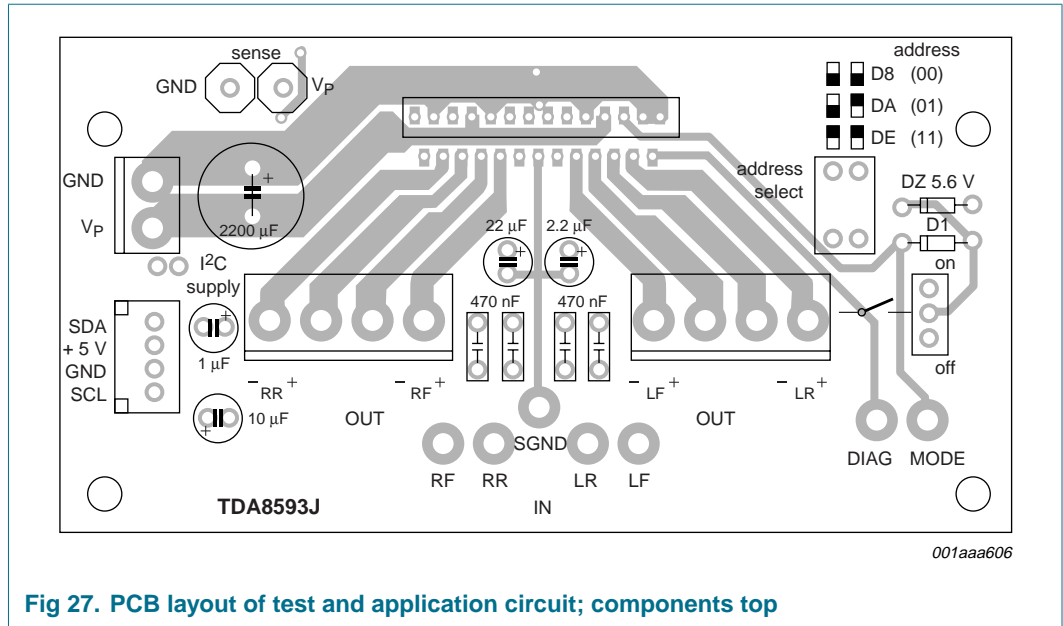 sense
GND
VP
address
D8 (00)
DA (01)
DE (11)
address
select
DZ 5.6 V
D1
on
off
GND
VP
+
2200 µF
I²C
supply
22 µF
+
2.2 µF
+
470 nF
470 nF
SDA
+ 5 V
GND
SCL
+
1 µF
+
10 µF
− RR +
− RF +
− LF +
− LR +
OUT
OUT
SGND
RF
RR
LR
LF
DIAG
MODE
TDA8593J
IN
001aaa606
Fig 27. PCB layout of test and application circuit; components top